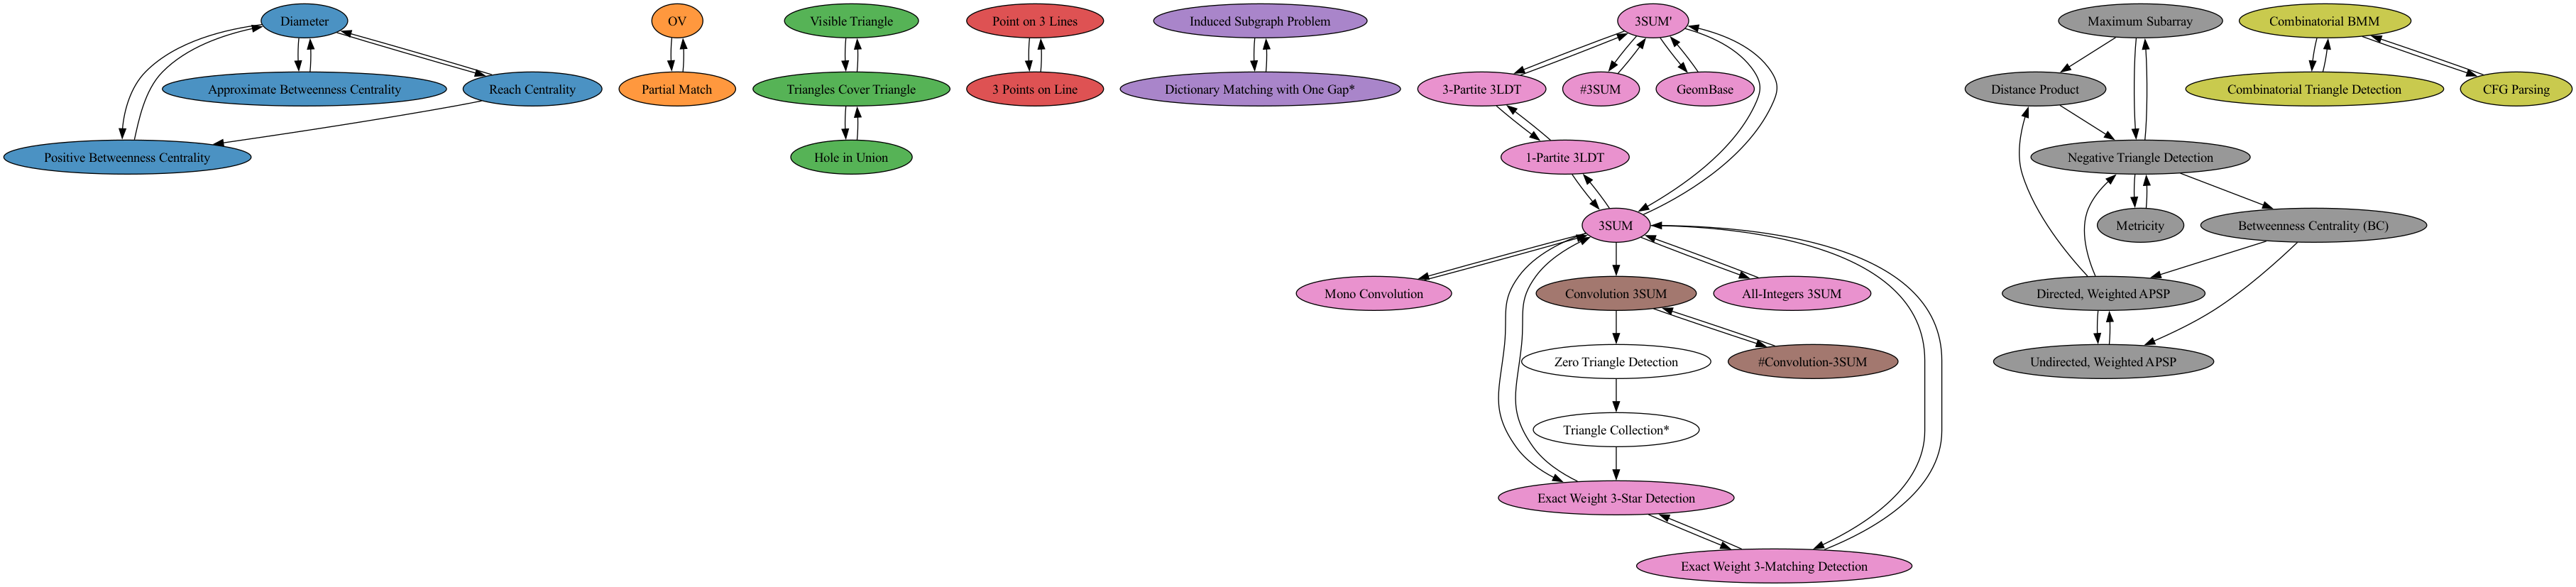 Diameter
OV
Visible Triangle
Point on 3 Lines
Induced Subgraph Problem
3SUM'
Maximum Subarray
Combinatorial BMM
Approximate Betweenness Centrality
Reach Centrality
Partial Match
Triangles Cover Triangle
3 Points on Line
Dictionary Matching with One Gap*
3-Partite 3LDT
#3SUM
GeomBase
Distance Product
Combinatorial Triangle Detection
CFG Parsing
Positive Betweenness Centrality
Hole in Union
1-Partite 3LDT
Negative Triangle Detection
3SUM
Metricity
Betweenness Centrality (BC)
Mono Convolution
Convolution 3SUM
All-Integers 3SUM
Directed, Weighted APSP
Zero Triangle Detection
#Convolution-3SUM
Undirected, Weighted APSP
Triangle Collection*
Exact Weight 3-Star Detection
Exact Weight 3-Matching Detection